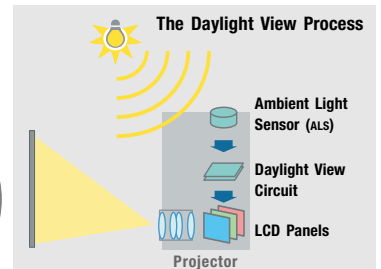 The Daylight View Process
Ambient Light
Sensor (ALS)
Daylight View
Circuit
LCD Panels
Projector